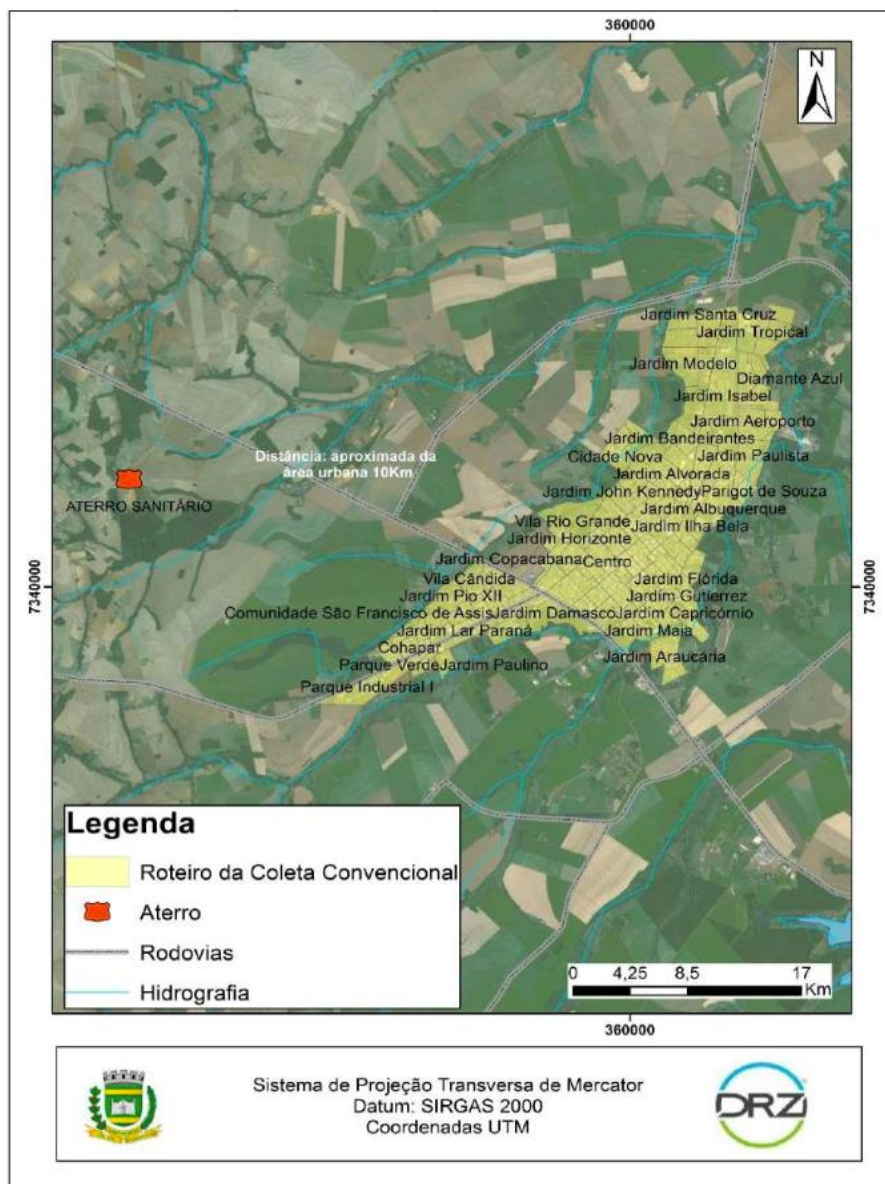 360000
N
Jardim Santa Cruz
Jardim Tropical
Jardim Modelo
Diamante Azul
Jardim Isabel
Jardim Aeroporto
Jardim Bandeirantes
Distância: aproximada da
área urbana 10Km
Cidade Nova
Jardim Paulista
Jardim Alvorada
ATERRO SANITÁRIO
Jardim John Kennedy
Parigot de Souza
Jardim Albuquerque
Vila Rio Grande
Jardim Ilha Bela
Jardim Horizonte
Jardim Copacabana
Centro
7340000
Vila Cândida
Jardim Flórida
7340000
Jardim Pio XII
Jardim Gutierrez
Comunidade São Francisco de Assis
Jardim Damasco
Jardim Capricórnio
Jardim Lar Paraná
Jardim Maia
Cohapar
Jardim Araucária
Parque Verde
Jardim Paulino
Parque Industrial I
Legenda
Roteiro da Coleta Convencional
Aterro
Rodovias
Hidrografia
0 4,25 8,5 17
Km
360000
Sistema de Projeção Transversa de Mercator
Datum: SIRGAS 2000
Coordenadas UTM
DRZ